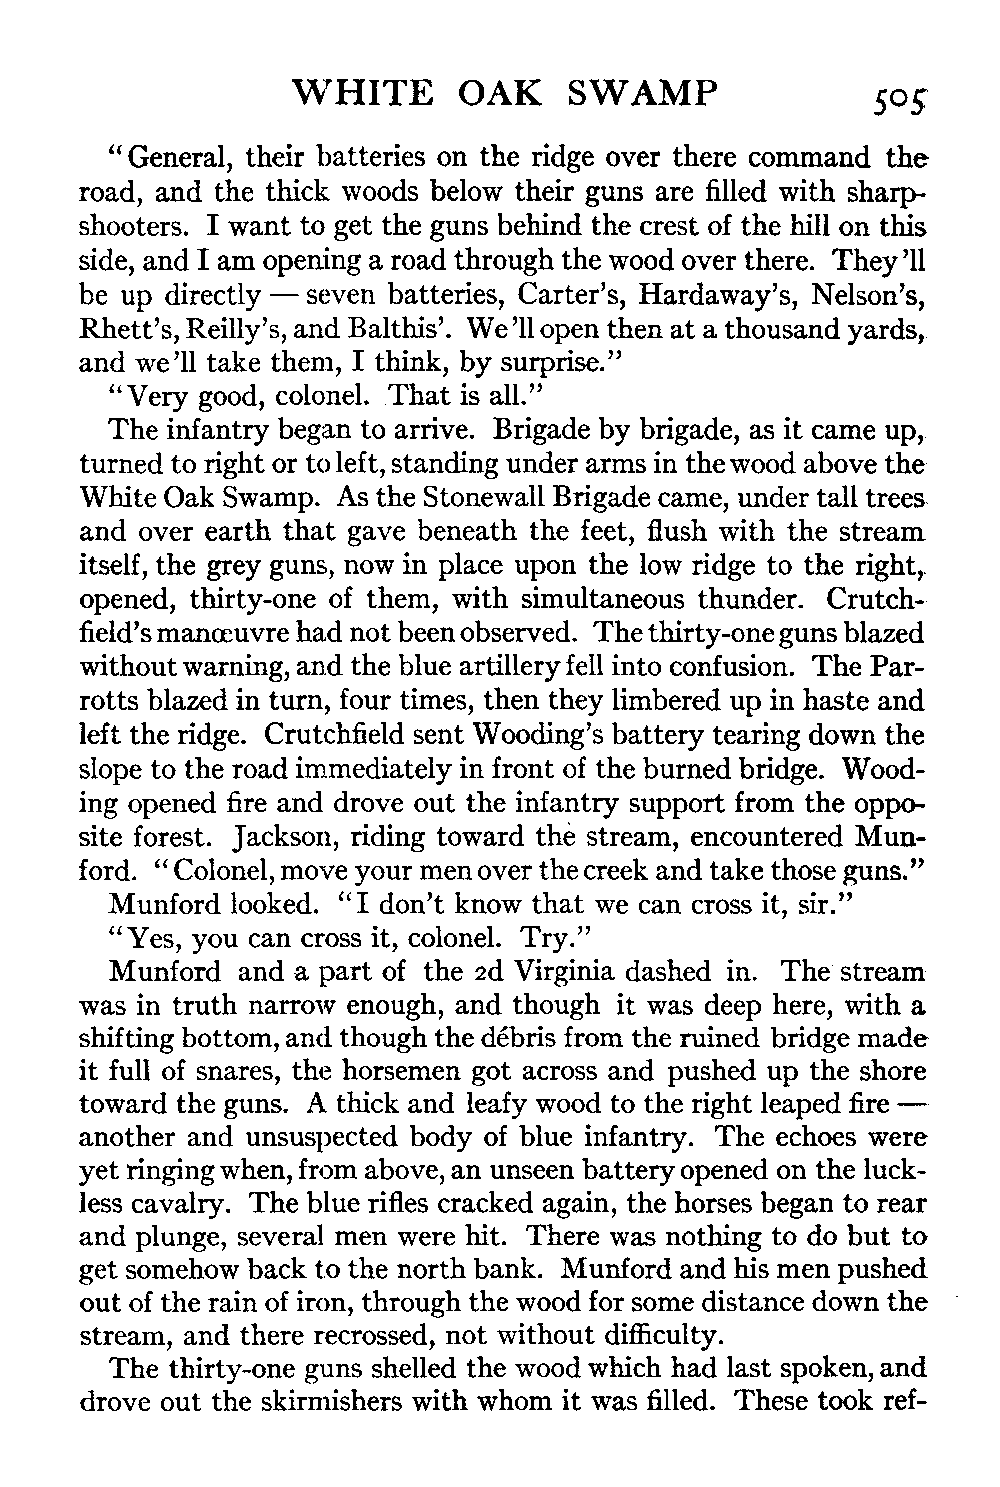 WHITE OAK SWAMP 505
“General, their batteries on the ridge over there command the
road, and the thick woods below their guns are filled with sharp-
shooters. I want to get the guns behind the crest of the hill on this
side, and I am opening a road through the wood over there. They’ll
be up directly — seven batteries, Carter’s, Hardaway’s, Nelson’s,
Rhett’s, Reilly’s, and Balthis’. We’ll open then at a thousand yards,
and we’ll take them, I think, by surprise.”
“Very good, colonel. That is all.”
The infantry began to arrive. Brigade by brigade, as it came up,
turned to right or to left, standing under arms in the wood above the
White Oak Swamp. As the Stonewall Brigade came, under tall trees
and over earth that gave beneath the feet, flush with the stream
itself, the grey guns, now in place upon the low ridge to the right,
opened, thirty-one of them, with simultaneous thunder. Crutch-
field’s manœuvre had not been observed. The thirty-one guns blazed
without warning, and the blue artillery fell into confusion. The Par-
rotts blazed in turn, four times, then they limbered up in haste and
left the ridge. Crutchfield sent Wooding’s battery tearing down the
slope to the road immediately in front of the burned bridge. Wood-
ing opened fire and drove out the infantry support from the oppo-
site forest. Jackson, riding toward the stream, encountered Mun-
ford. “Colonel, move your men over the creek and take those guns.”
Munford looked. “I don’t know that we can cross it, sir.”
“Yes, you can cross it, colonel. Try.”
Munford and a part of the 2d Virginia dashed in. The stream
was in truth narrow enough, and though it was deep here, with a
shifting bottom, and though the débris from the ruined bridge made
it full of snares, the horsemen got across and pushed up the shore
toward the guns. A thick and leafy wood to the right leaped fire —
another and unsuspected body of blue infantry. The echoes were
yet ringing when, from above, an unseen battery opened on the luck-
less cavalry. The blue rifles cracked again, the horses began to rear
and plunge, several men were hit. There was nothing to do but to
get somehow back to the north bank. Munford and his men pushed
out of the rain of iron, through the wood for some distance down the
stream, and there recrossed, not without difficulty.
The thirty-one guns shelled the wood which had last spoken, and
drove out the skirmishers with whom it was filled. These took ref-